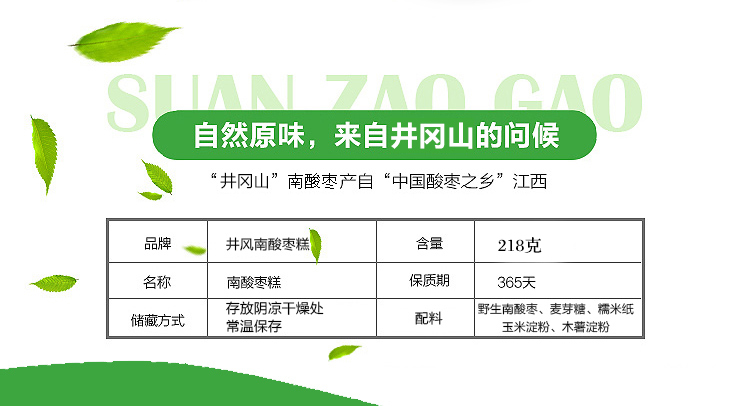 SUAN ZAO GAO
自然原味，来自井冈山的问候
“井冈山”南酸枣产自“中国酸枣之乡”江西
品牌 井风南酸枣糕 含量 218克
名称 南酸枣糕 保质期 365天
储藏方式 存放阴凉干燥处 配料 野生南酸枣、麦芽糖、糯米纸
常温保存 玉米淀粉、木薯淀粉